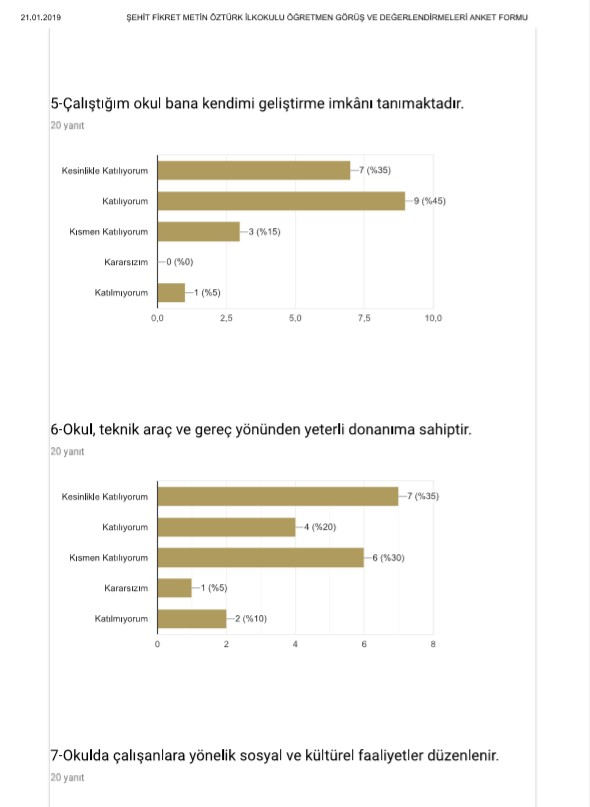 21.01.2019 ŞEHİT FİKRET METİN ÖZTÜRK İLKOKULU ÖĞRETMEN GÖRÜŞ VE DEĞERLENDİRMELERİ ANKET FORMU
5-Çalıştığım okul bana kendimi geliştirme imkânı tanımaktadır.
20 yanıt
Kesinlikle Katılıyorum 7 (%35)
Katılıyorum 9 (%45)
Kısmen Katılıyorum 3 (%15)
Kararsızım 0 (%0)
Katılmıyorum 1 (%5)
0,0 2,5 5,0 7,5 10,0
6-Okul, teknik araç ve gereç yönünden yeterli donanıma sahiptir.
20 yanıt
Kesinlikle Katılıyorum 7 (%35)
Katılıyorum 4 (%20)
Kısmen Katılıyorum 6 (%30)
Kararsızım 1 (%5)
Katılmıyorum 2 (%10)
0 2 4 6 8
7-Okulda çalışanlara yönelik sosyal ve kültürel faaliyetler düzenlenir.
20 yanıt